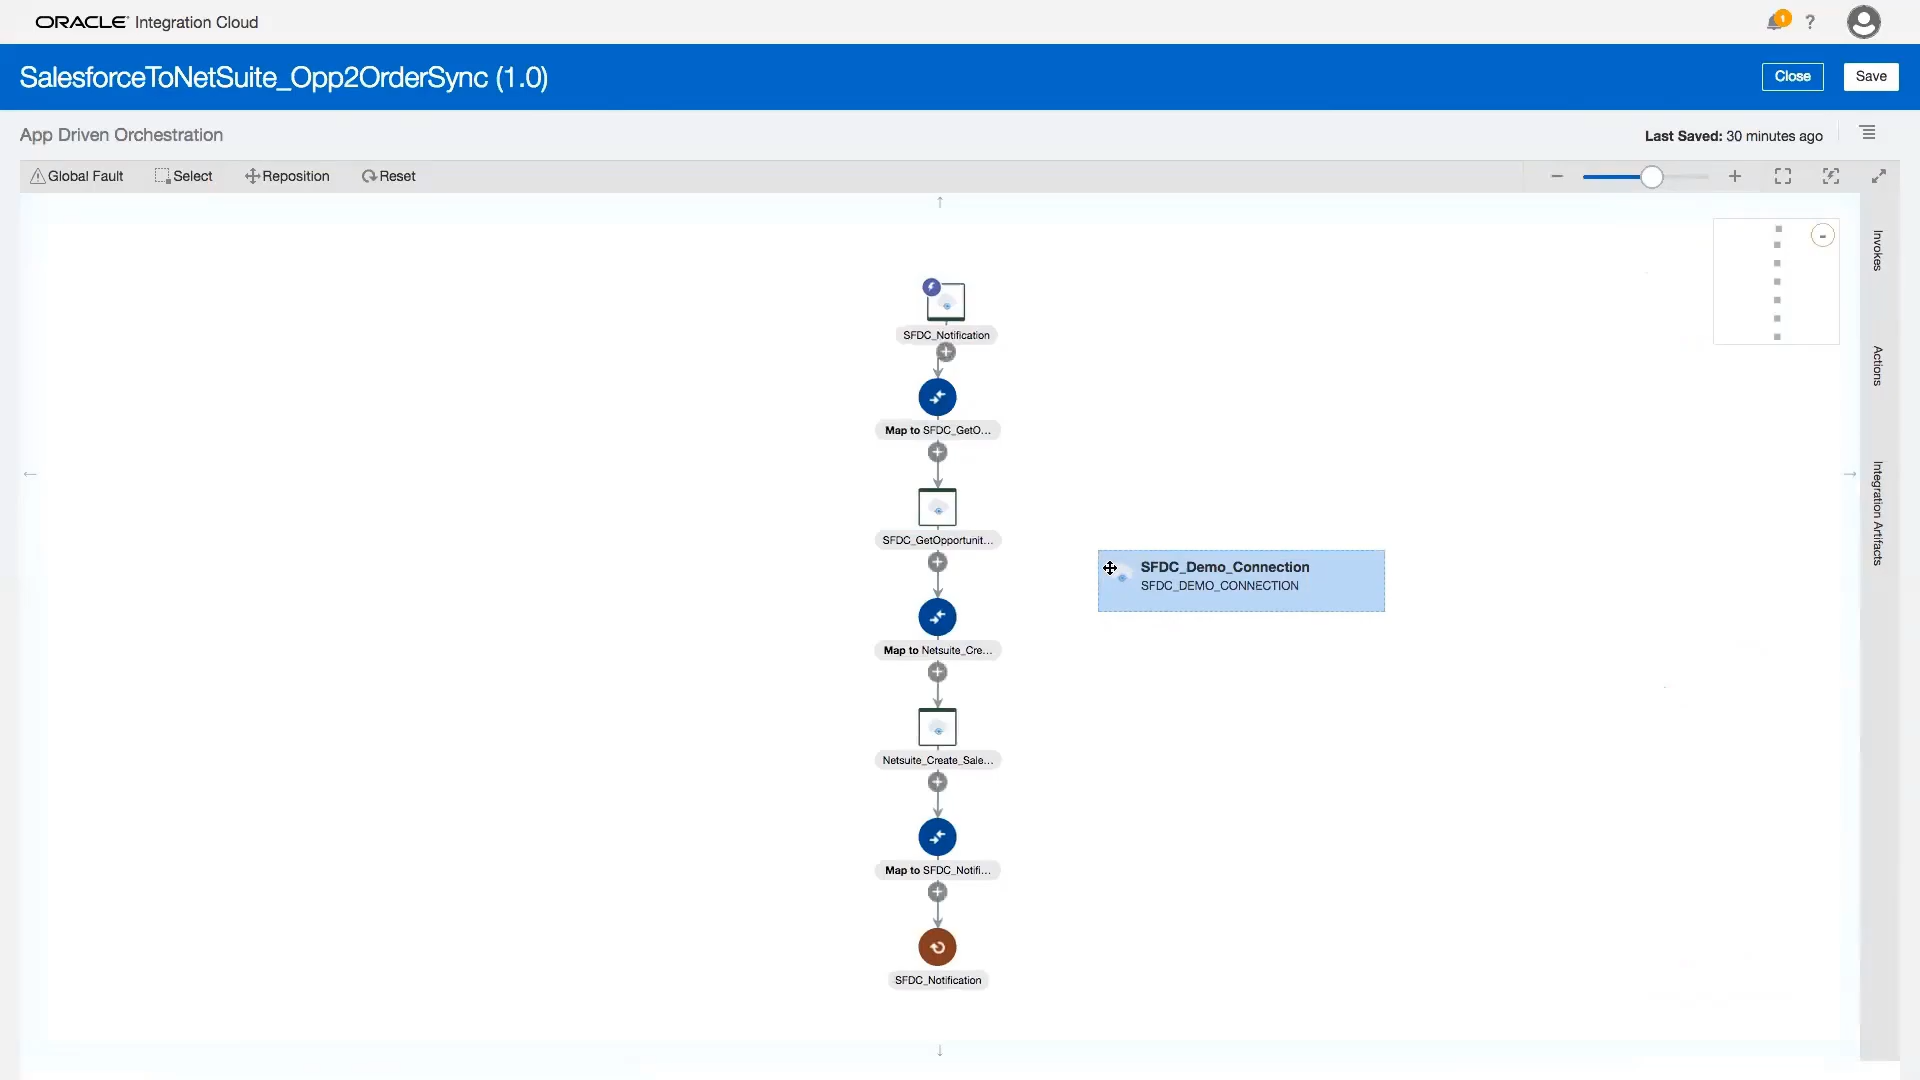 ORACLE Integration Cloud
1
?
SalesforceToNetSuite_Opp2OrderSync (1.0)
Close
Save
App Driven Orchestration
Last Saved: 30 minutes ago
Global Fault
Select
Reposition
Reset
Invokes
Actions
Integration Artifacts
SFDC_Notification
Map to SFDC_GetO...
SFDC_GetOpportunit...
SFDC_Demo_Connection
SFDC_DEMO_CONNECTION
Map to Netsuite_Cre...
Netsuite_Create_Sale...
Map to SFDC_Notifi...
SFDC_Notification